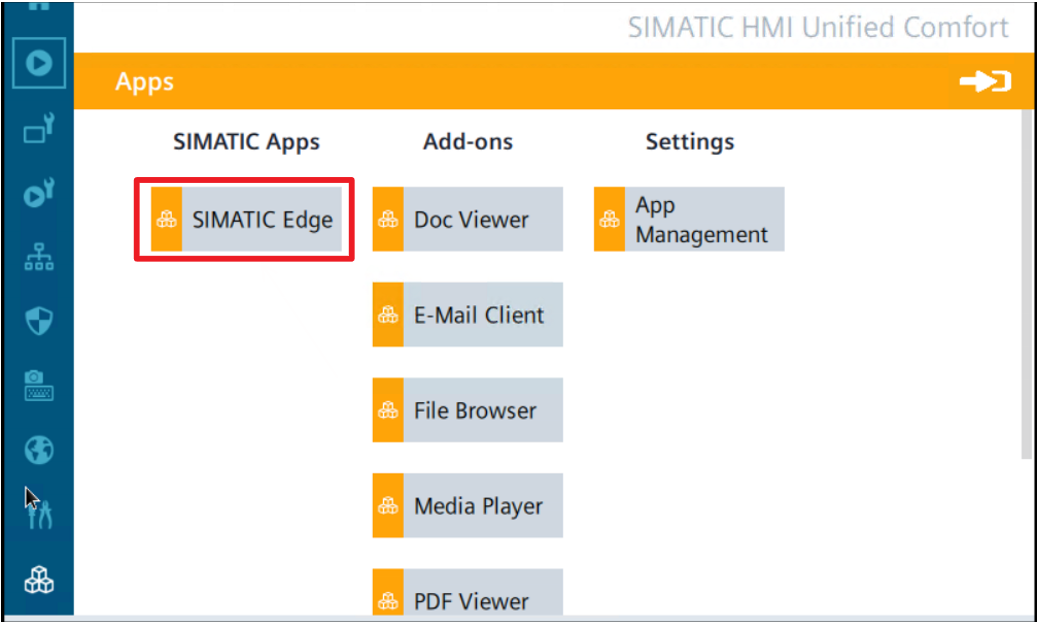 SIMATIC HMI Unified Comfort
Apps
SIMATIC Apps
Add-ons
Settings
SIMATIC Edge
Doc Viewer
App
Management
E-Mail Client
File Browser
Media Player
PDF Viewer